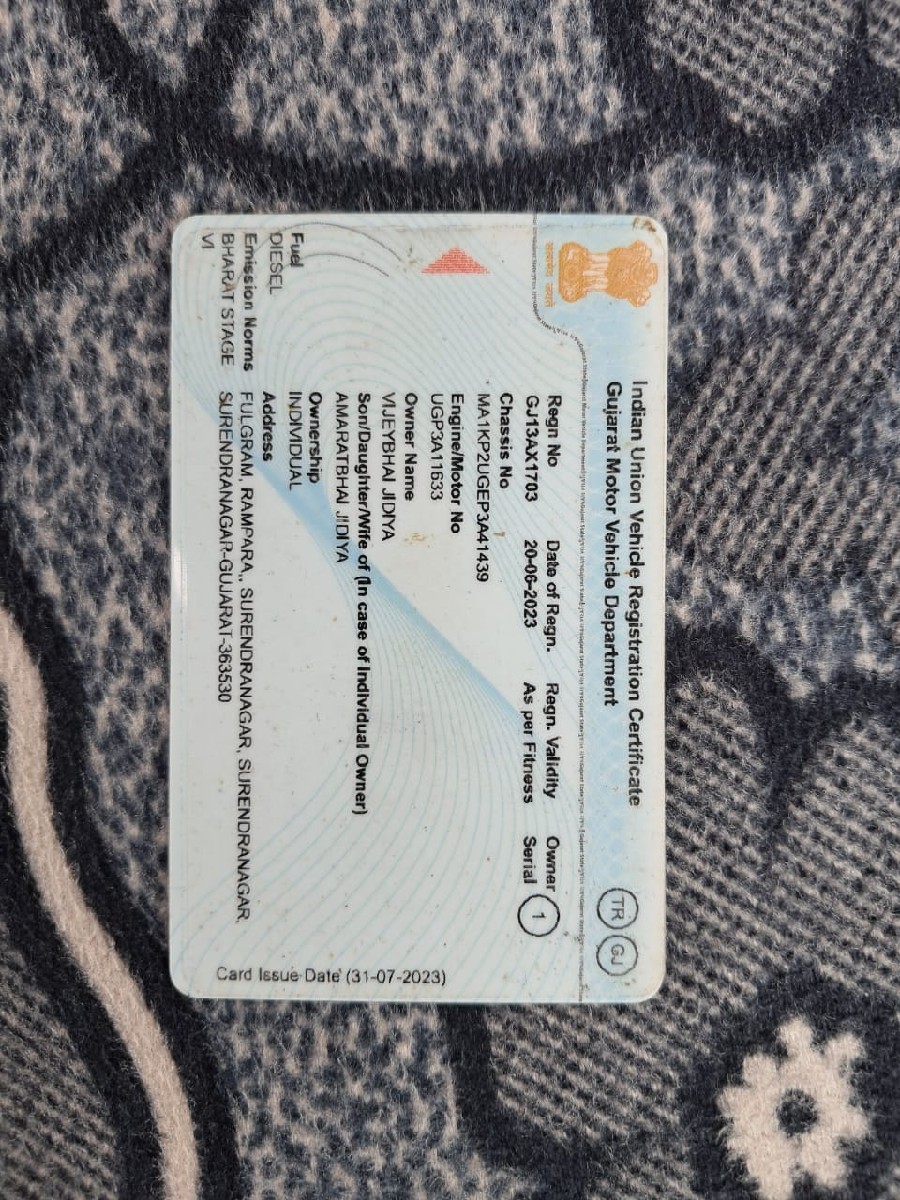 Indian Union Vehicle Registration Certificate
Gujarat Motor Vehicle Department
TR GJ
सत्यमेव जयते
Regn No Date of Regn. Regn. Validity Owner
GJ13AX1703 20-06-2023 As per Fitness Serial 1
Chassis No
MA1KP2UGEP3A41439
Engine/Motor No
UGP3A11633
Owner Name
VIJEYBHAI JIDIYA
Son/Daughter/Wife of (In case of Individual Owner)
AMARATBHAI JIDIYA
Fuel
DIESEL
Ownership
INDIVIDUAL
Emission Norms
BHARAT STAGE
VI
Address
FULGRAM, RAMPARA,, SURENDRANAGAR, SURENDRANAGAR,
SURENDRANAGAR-GUJARAT-363530
Card Issue Date (31-07-2023)